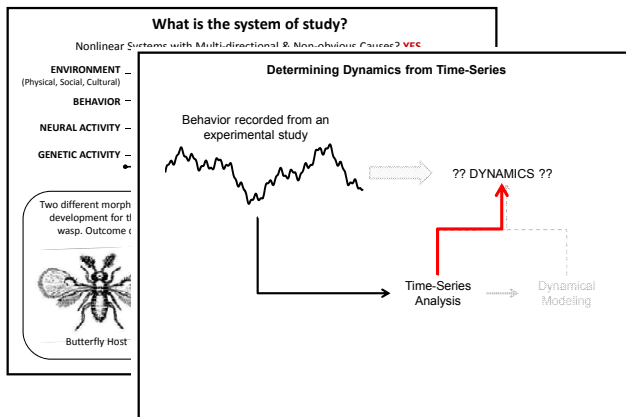 What is the system of study?
Nonlinear Systems with Multi-directional & Non-obvious Causes? YES
ENVIRONMENT
(Physical, Social, Cultural)
BEHAVIOR
NEURAL ACTIVITY
GENETIC ACTIVITY
Two different morph
development for th
wasp. Outcome
Butterfly Host
Determining Dynamics from Time-Series
Behavior recorded from an
experimental study
?? DYNAMICS ??
Time-Series
Analysis
Dynamical
Modeling